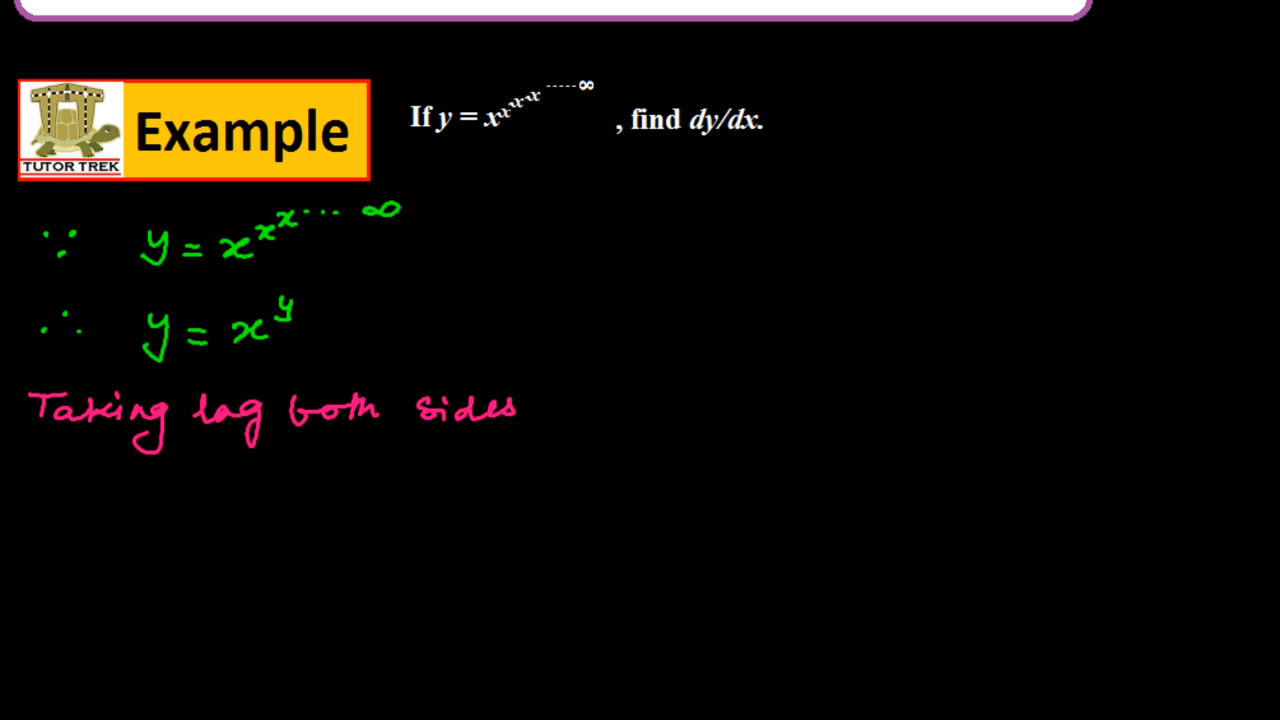 If y = x^x^x^x^-----∞ , find dy/dx.
Example
TUTOR TREK
∵ y = x^x^x^... ∞
∴ y = x^y
Taking log both sides